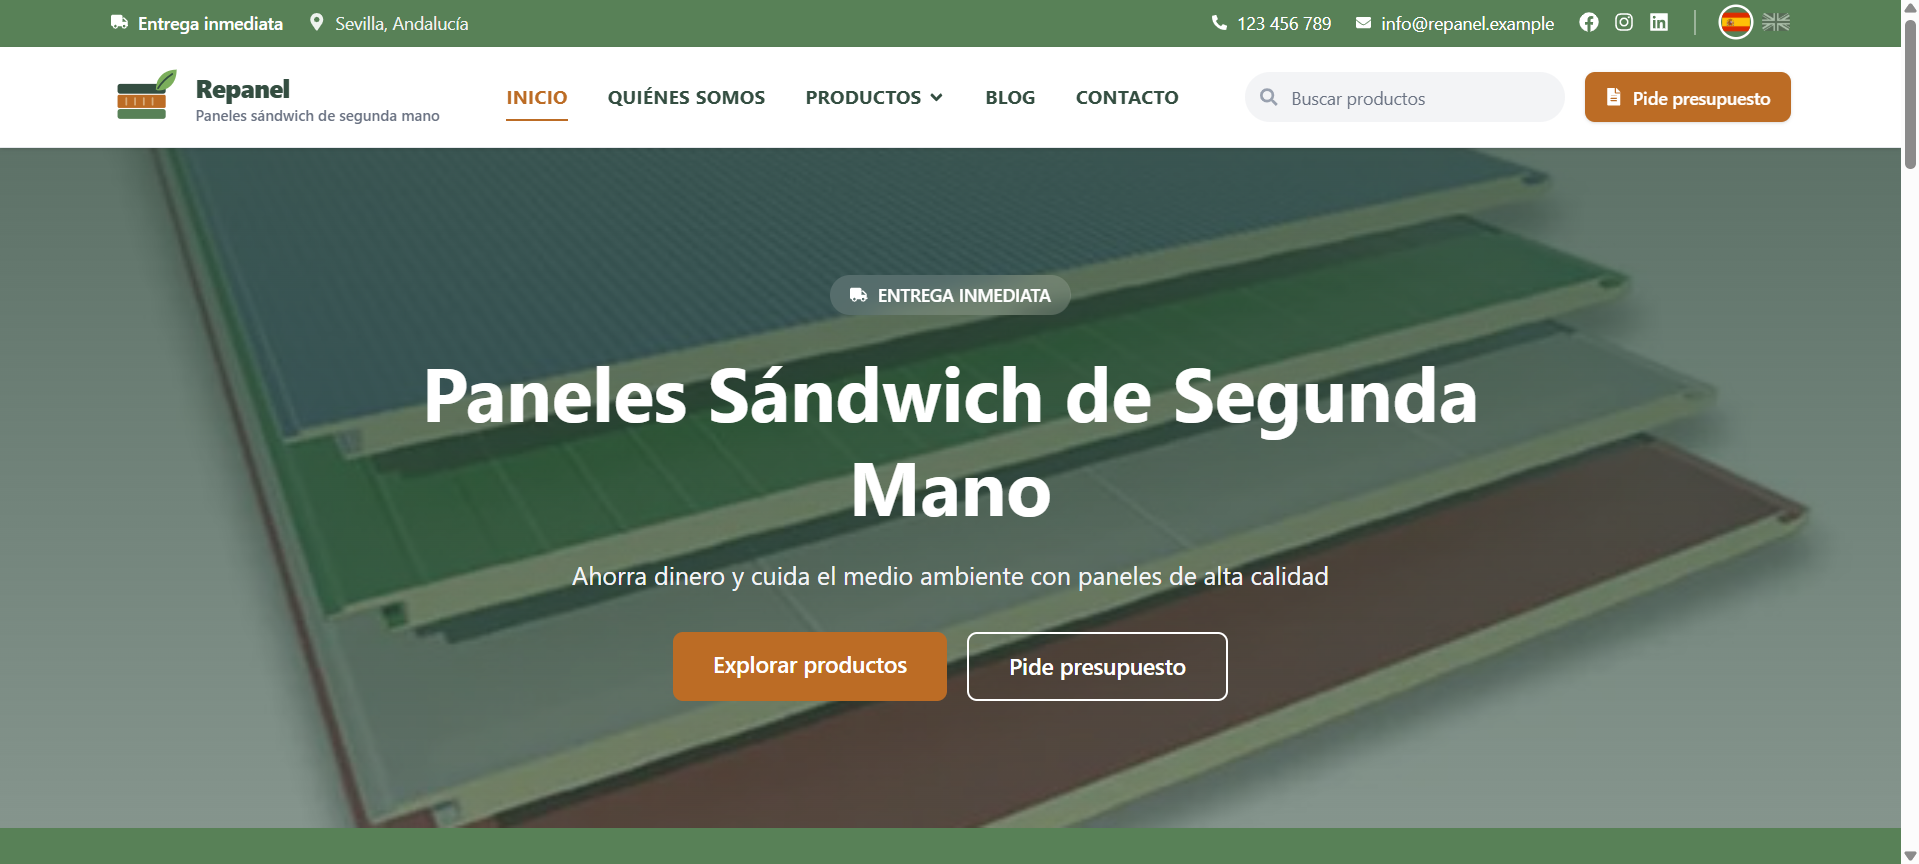 Entrega inmediata
Sevilla, Andalucía
123 456 789
info@repanel.example
Repanel
Paneles sándwich de segunda mano
INICIO
QUIÉNES SOMOS
PRODUCTOS
BLOG
CONTACTO
Buscar productos
Pide presupuesto
ENTREGA INMEDIATA
Paneles Sándwich de Segunda
Mano
Ahorra dinero y cuida el medio ambiente con paneles de alta calidad
Explorar productos
Pide presupuesto